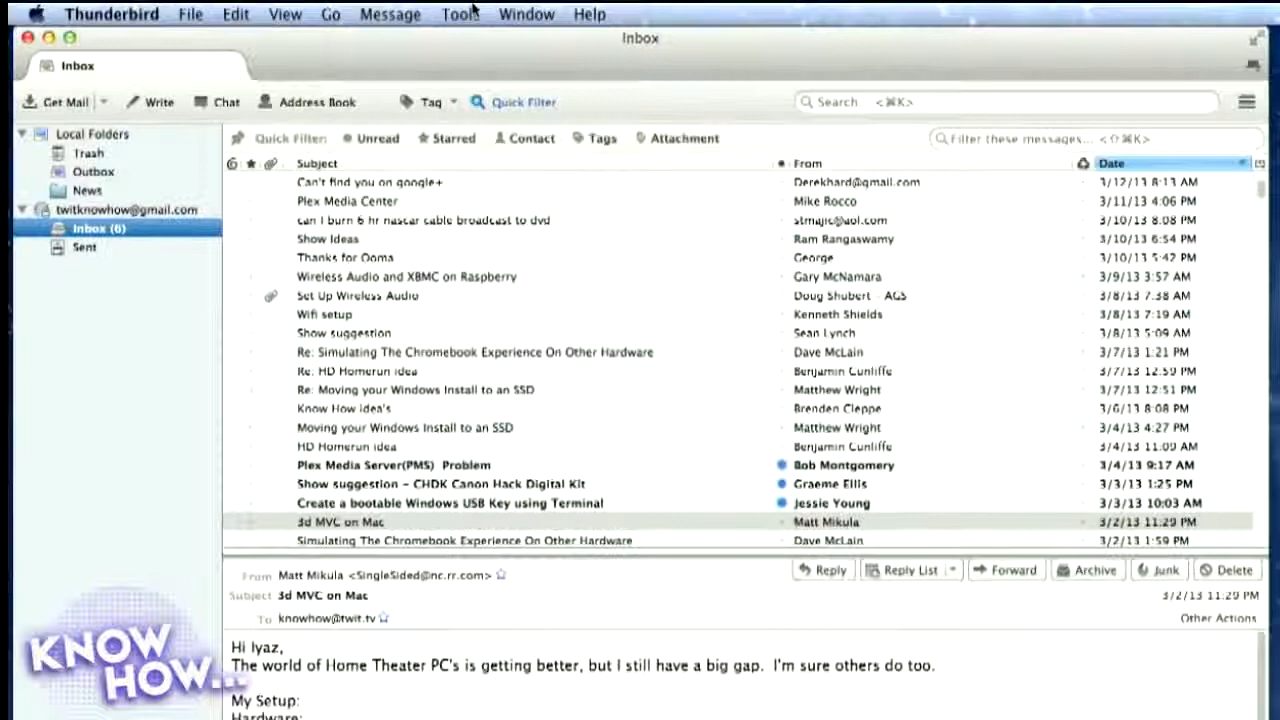 Thunderbird File Edit View Go Message Tools Window Help
Inbox
Inbox
Get Mail Write Chat Address Book Tag Quick Filter Search <⌘K>
Local Folders
Trash
Outbox
News
twitknowhow@gmail.com
Inbox (6)
Sent
Quick Filter: Unread Starred Contact Tags Attachment Filter these messages... <⇧⌘K>
Subject From Date
Can't find you on google+ Derekhard@gmail.com 3/12/13 8:13 AM
Plex Media Center Mike Rocco 3/11/13 4:06 PM
can I burn 6 hr nascar cable broadcast to dvd stmajic@aol.com 3/10/13 8:08 PM
Show Ideas Ram Rangaswamy 3/10/13 6:54 PM
Thanks for Ooma George 3/10/13 5:42 PM
Wireless Audio and XBMC on Raspberry Gary McNamara 3/9/13 3:57 AM
Set Up Wireless Audio Doug Shubert - AGS 3/8/13 7:38 AM
Wifi setup Kenneth Shields 3/8/13 7:19 AM
Show suggestion Sean Lynch 3/8/13 5:09 AM
Re: Simulating The Chromebook Experience On Other Hardware Dave McLain 3/7/13 1:21 PM
Re: HD Homerun idea Benjamin Cunliffe 3/7/13 12:59 PM
Re: Moving your Windows Install to an SSD Matthew Wright 3/7/13 12:51 PM
Know How Idea's Brenden Cleppe 3/6/13 8:08 PM
Moving your Windows Install to an SSD Matthew Wright 3/4/13 4:27 PM
HD Homerun idea Benjamin Cunliffe 3/4/13 11:09 AM
Plex Media Server(PMS) Problem Bob Montgomery 3/4/13 9:17 AM
Show suggestion - CHDK Canon Hack Digital Kit Graeme Ellis 3/3/13 1:25 PM
Create a bootable Windows USB Key using Terminal Jessie Young 3/3/13 10:03 AM
3d MVC on Mac Matt Mikula 3/2/13 11:29 PM
Simulating The Chromebook Experience On Other Hardware Dave McLain 3/2/13 1:59 PM
From Matt Mikula <SingleSided@nc.rr.com> Reply Reply List Forward Archive Junk Delete
Subject 3d MVC on Mac 3/2/13 11:29 PM
To knowhow@twit.tv Other Actions
Hi Iyaz,
The world of Home Theater PC's is getting better, but I still have a big gap. I'm sure others do too.
My Setup:
Hardware:
KNOW
HOW...